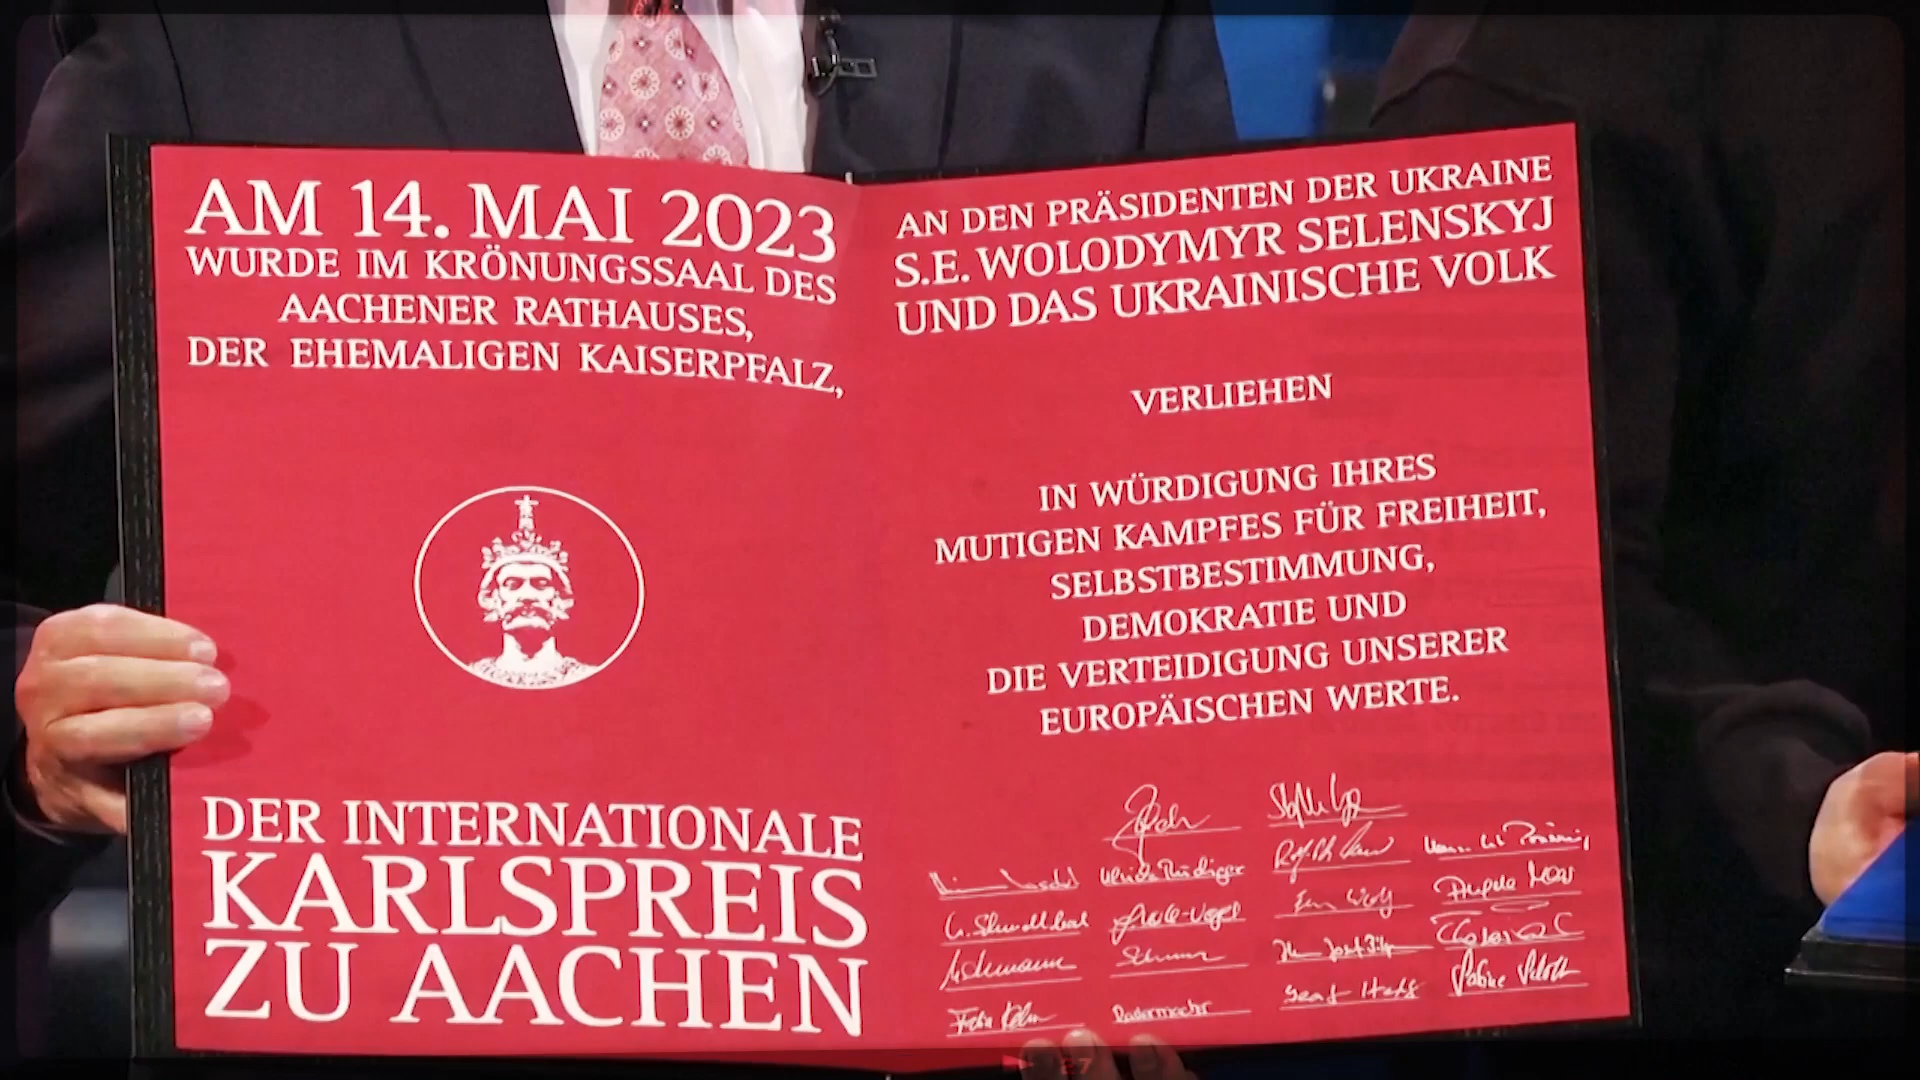 AM 14. MAI 2023
WURDE IM KRÖNUNGSSAAL DES
AACHENER RATHAUSES,
DER EHEMALIGEN KAISERPFALZ,
DER INTERNATIONALE
KARLSPREIS
ZU AACHEN
AN DEN PRÄSIDENTEN DER UKRAINE
S.E. WOLODYMYR SELENSKYJ
UND DAS UKRAINISCHE VOLK
VERLIEHEN
IN WÜRDIGUNG IHRES
MUTIGEN KAMPFES FÜR FREIHEIT,
SELBSTBESTIMMUNG,
DEMOKRATIE UND
DIE VERTEIDIGUNG UNSERER
EUROPÄISCHEN WERTE.
Ulrich Rüdiger